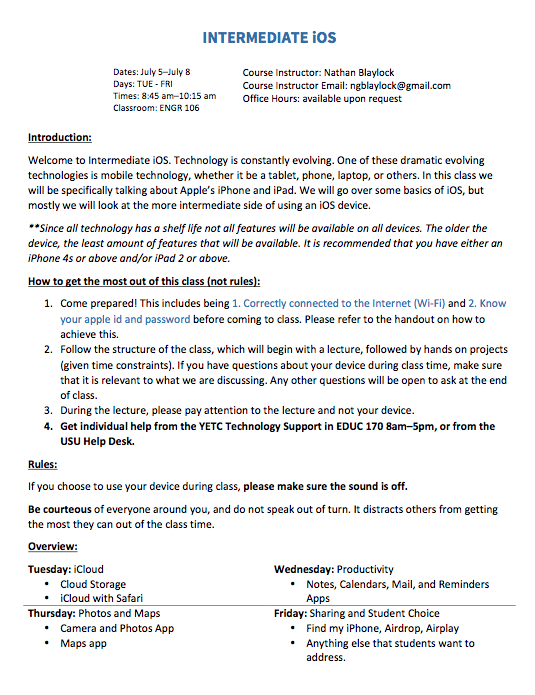 INTERMEDIATE iOS
Dates: July 5–July 8
Days: TUE - FRI
Times: 8:45 am–10:15 am
Classroom: ENGR 106
Course Instructor: Nathan Blaylock
Course Instructor Email: ngblaylock@gmail.com
Office Hours: available upon request
Introduction:
Welcome to Intermediate iOS. Technology is constantly evolving. One of these dramatic evolving
technologies is mobile technology, whether it be a tablet, phone, laptop, or others. In this class we
will be specifically talking about Apple's iPhone and iPad. We will go over some basics of iOS, but
mostly we will look at the more intermediate side of using an iOS device.
**Since all technology has a shelf life not all features will be available on all devices. The older the
device, the least amount of features that will be available. It is recommended that you have either an
iPhone 4s or above and/or iPad 2 or above.
How to get the most out of this class (not rules):
1. Come prepared! This includes being 1. Correctly connected to the Internet (Wi-Fi) and 2. Know
your apple id and password before coming to class. Please refer to the handout on how to
achieve this.
2. Follow the structure of the class, which will begin with a lecture, followed by hands on projects
(given time constraints). If you have questions about your device during class time, make sure
that it is relevant to what we are discussing. Any other questions will be open to ask at the end
of class.
3. During the lecture, please pay attention to the lecture and not your device.
4. Get individual help from the YETC Technology Support in EDUC 170 8am–5pm, or from the
USU Help Desk.
Rules:
If you choose to use your device during class, please make sure the sound is off.
Be courteous of everyone around you, and do not speak out of turn. It distracts others from getting
the most they can out of the class time.
Overview:
Tuesday: iCloud
• Cloud Storage
• iCloud with Safari
Wednesday: Productivity
• Notes, Calendars, Mail, and Reminders
Apps
Thursday: Photos and Maps
• Camera and Photos App
• Maps app
Friday: Sharing and Student Choice
• Find my iPhone, Airdrop, Airplay
• Anything else that students want to
address.